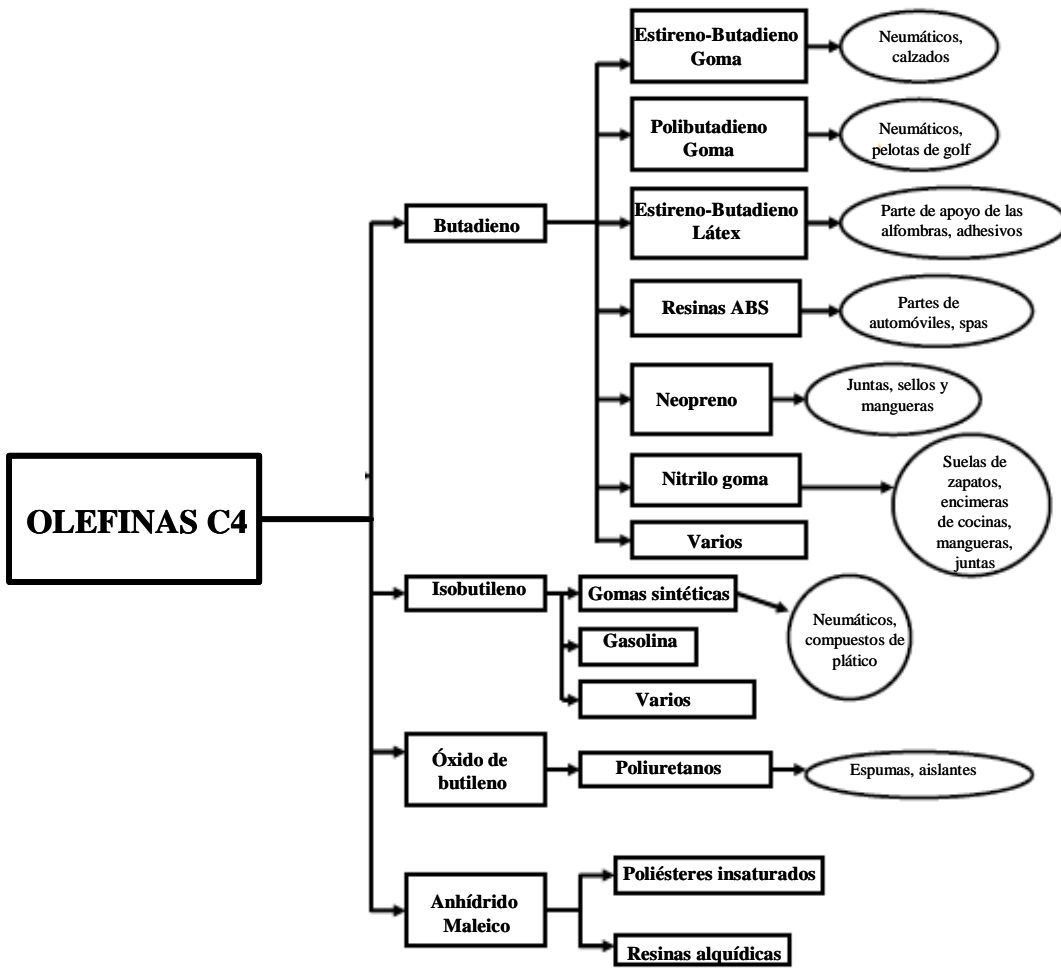 Estireno-Butadieno
Goma
Neumáticos,
calzados
Polibutadieno
Goma
Neumáticos,
pelotas de golf
Butadieno
Estireno-Butadieno
Látex
Parte de apoyo de las
alfombras, adhesivos
Resinas ABS
Partes de
automóviles, spas
Neopreno
Juntas, sellos y
mangueras
OLEFINAS C4
Nitrilo goma
Suelas de
zapatos,
encimeras
de cocinas,
mangueras,
juntas
Varios
Isobutileno
Gomas sintéticas
Neumáticos,
compuestos de
plático
Gasolina
Varios
Óxido de
butileno
Poliuretanos
Espumas, aislantes
Anhídrido
Maleico
Poliésteres insaturados
Resinas alquídicas